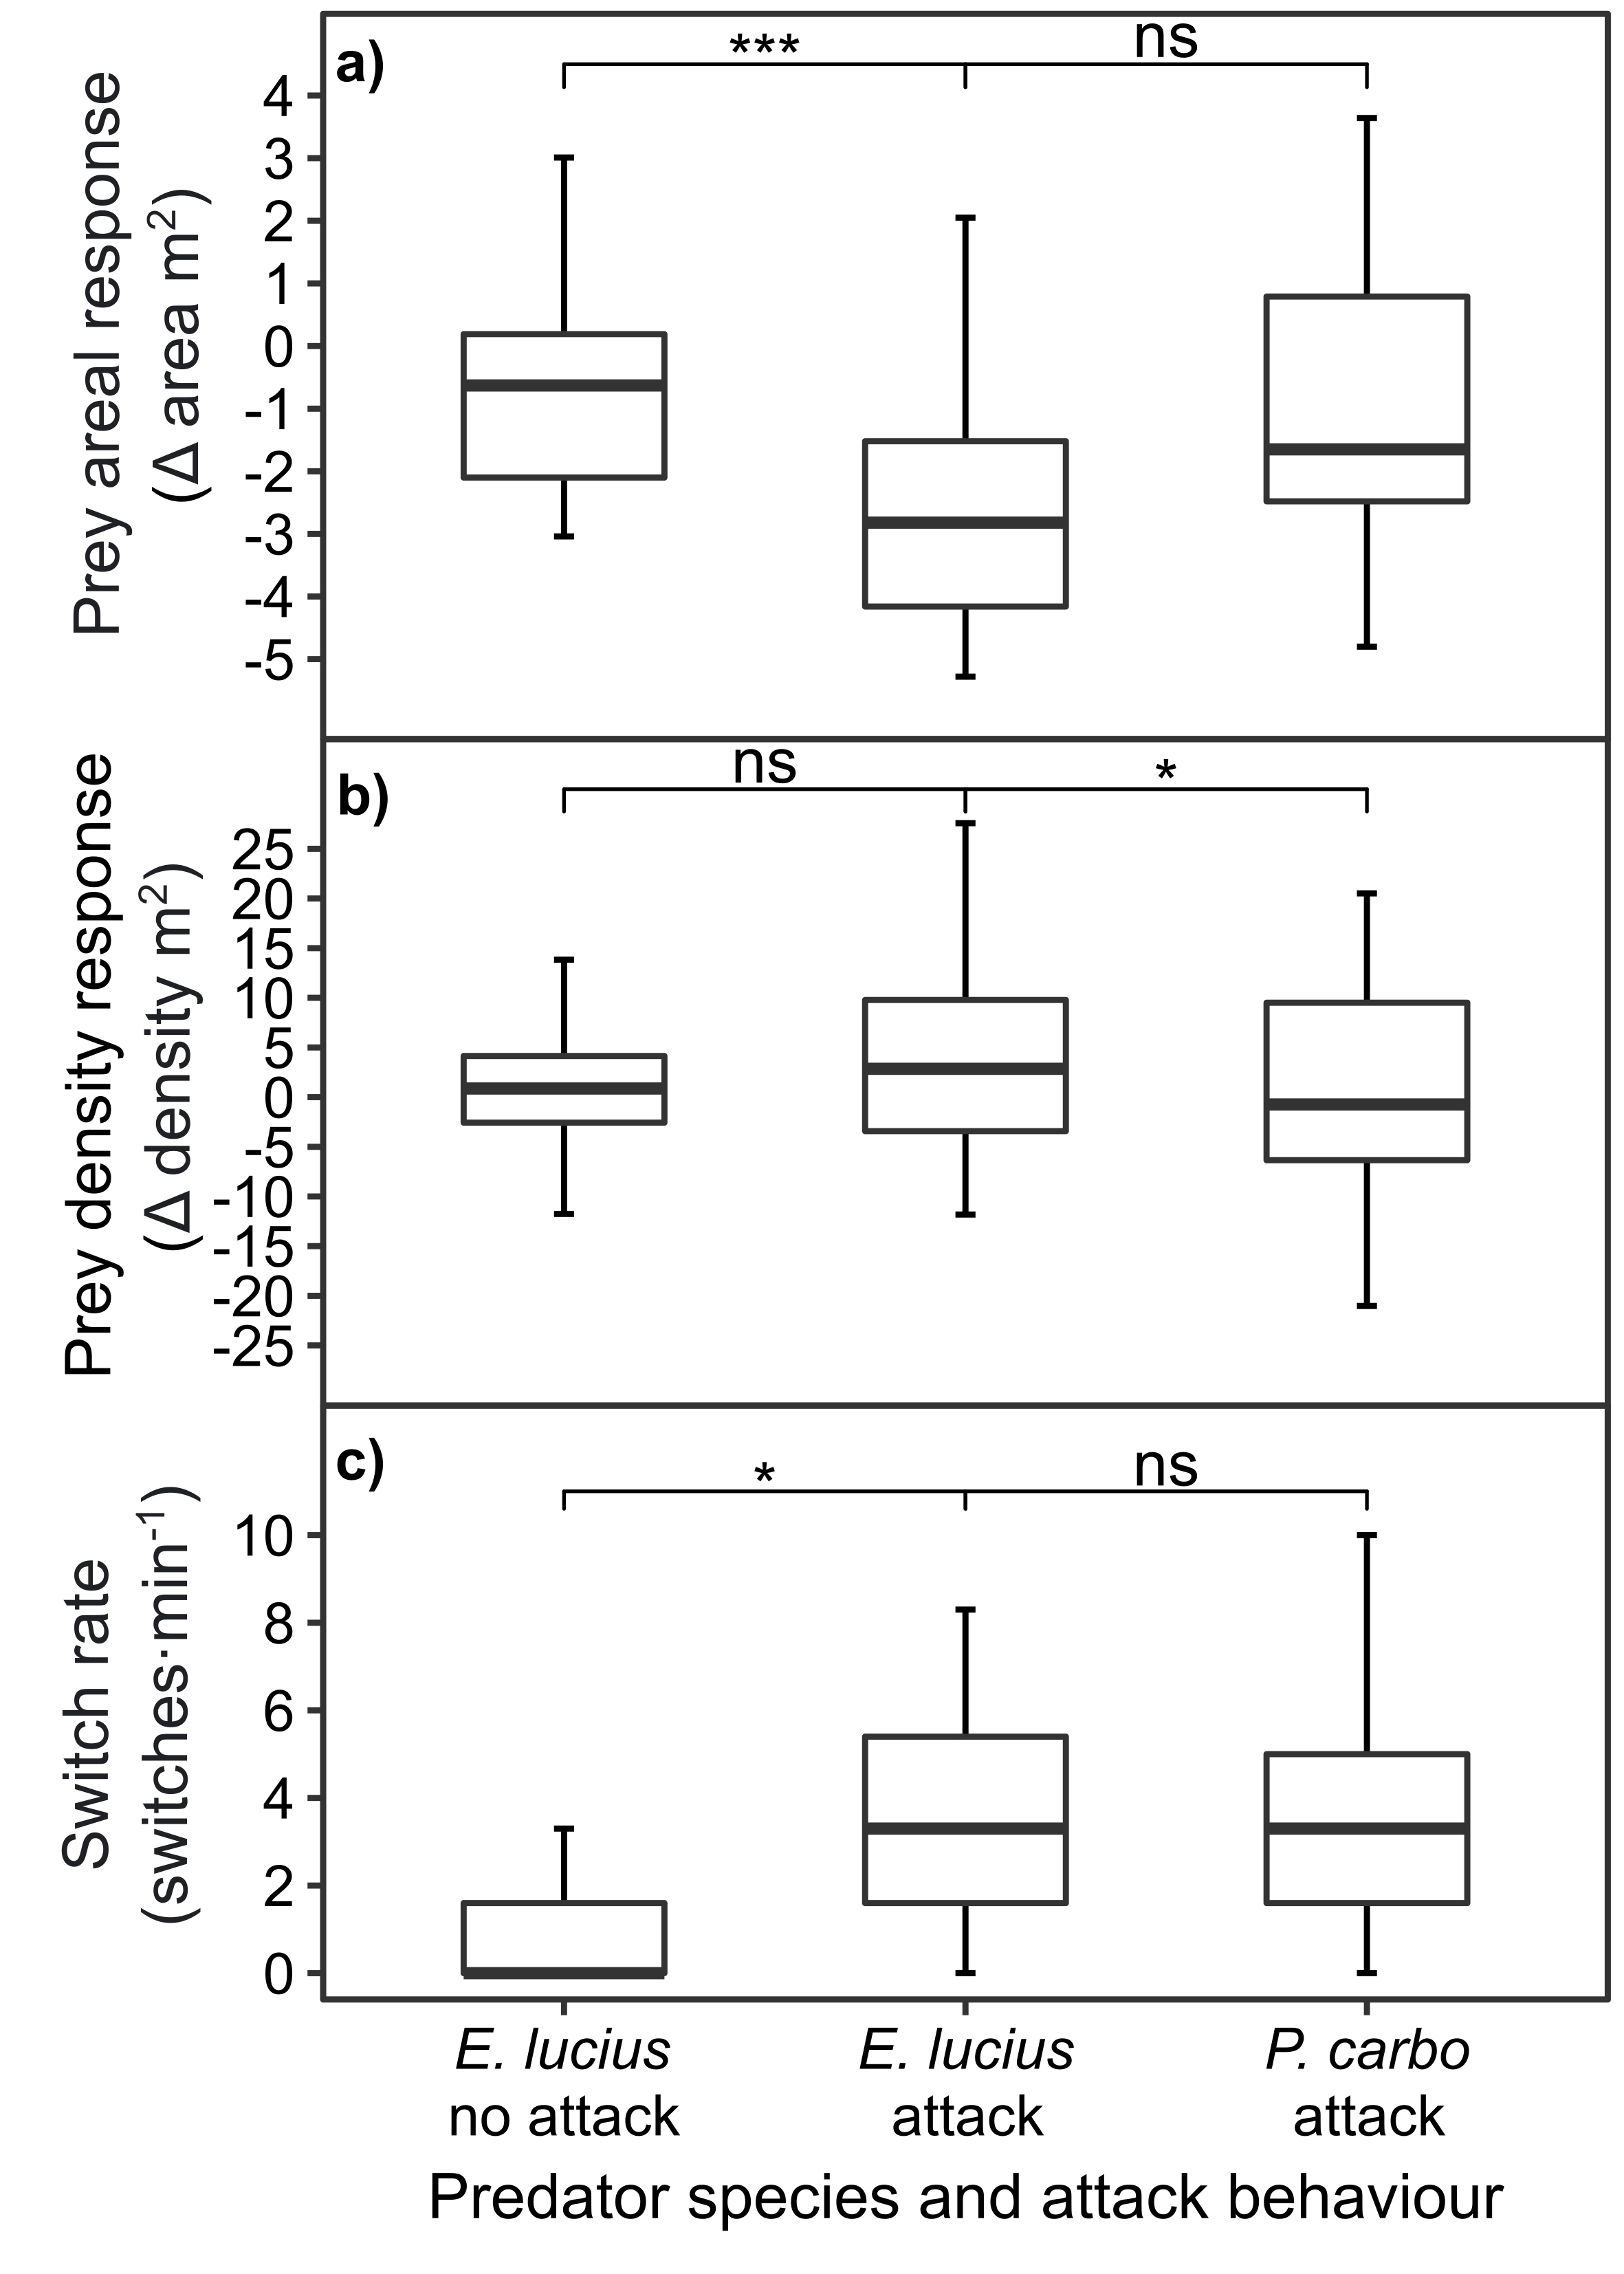 a)
***
ns
Prey areal response
(Δ area m²)
4
3
2
1
0
-1
-2
-3
-4
-5
b)
ns
*
Prey density response
(Δ density m²)
25
20
15
10
5
0
-5
-10
-15
-20
-25
c)
*
ns
Switch rate
(switches·min⁻¹)
10
8
6
4
2
0
E. lucius
no attack
E. lucius
attack
P. carbo
attack
Predator species and attack behaviour